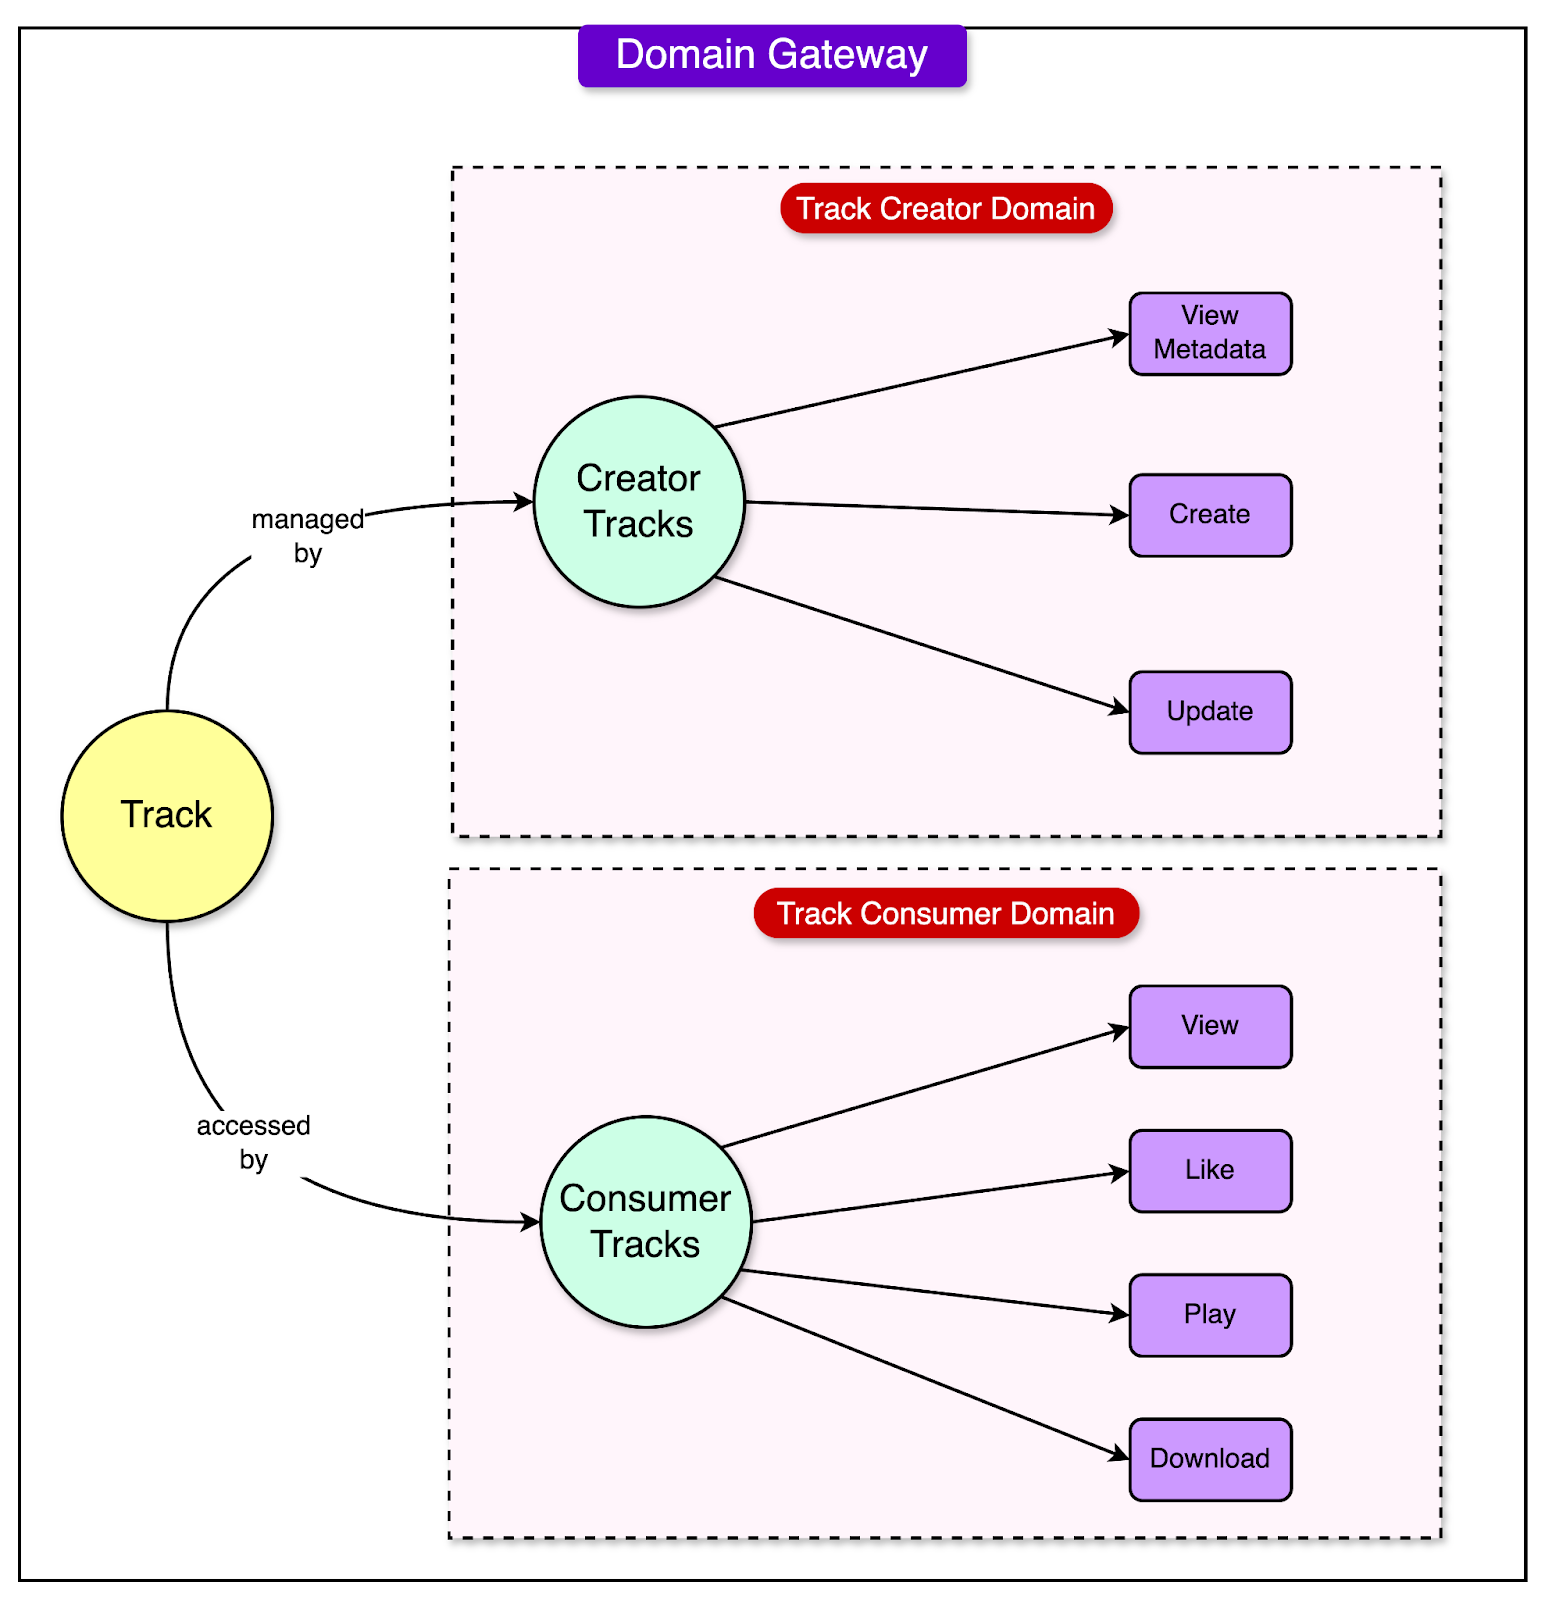 Domain Gateway
Track Creator Domain
View
Metadata
Creator
Tracks
Create
managed
by
Update
Track
Track Consumer Domain
View
accessed
by
Like
Consumer
Tracks
Play
Download